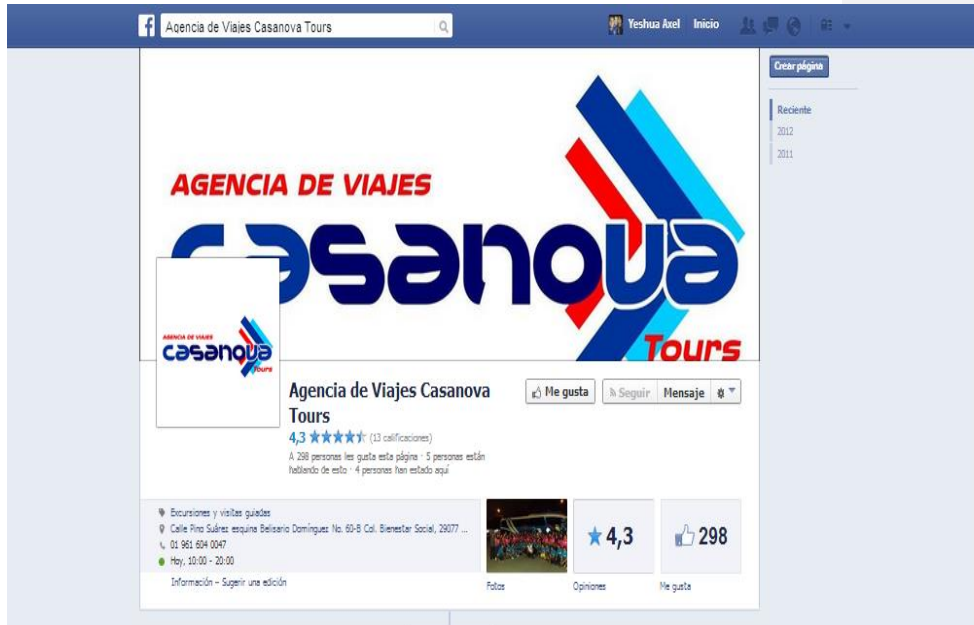 Agencia de Viajes Casanova Tours
Yeshua Axel Inicio
Crear página
Reciente
2012
2011
AGENCIA DE VIAJES
casanova
Tours
AGENCIA DE VIAJES
casanova
Tours
Agencia de Viajes Casanova
Tours
Me gusta
Seguir Mensaje
4,3 (13 calificaciones)
A 298 personas les gusta esta página · 5 personas están
hablando de esto · 4 personas han estado aquí
Excursiones y visitas guiadas
Calle Pino Suárez esquina Belisario Domínguez No. 60-B Col. Bienestar Social, 29077 ...
01 961 604 0047
Hoy, 10:00 - 20:00
Información – Sugerir una edición
4,3
298
Fotos
Opiniones
Me gusta